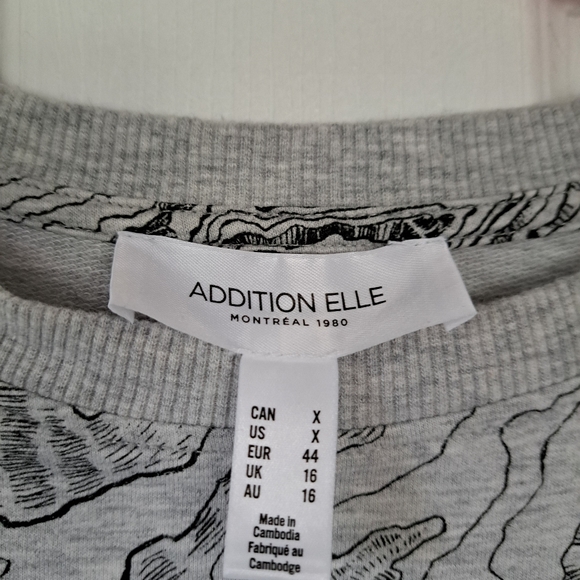 ADDITION ELLE
MONTRÉAL 1980
CAN X
US X
EUR 44
UK 16
AU 16
Made in
Cambodia
Fabriqué au
Cambodge